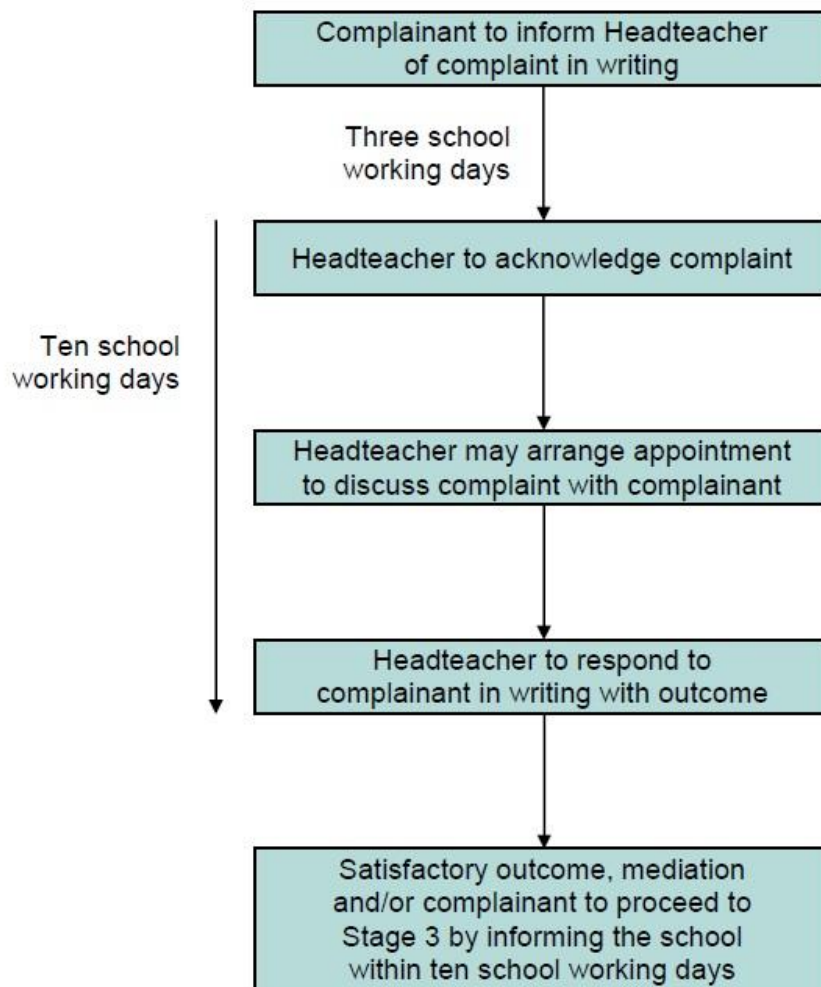 Complainant to inform Headteacher
of complaint in writing
Three school
working days
Headteacher to acknowledge complaint
Ten school
working days
Headteacher may arrange appointment
to discuss complaint with complainant
Headteacher to respond to
complainant in writing with outcome
Satisfactory outcome, mediation
and/or complainant to proceed to
Stage 3 by informing the school
within ten school working days